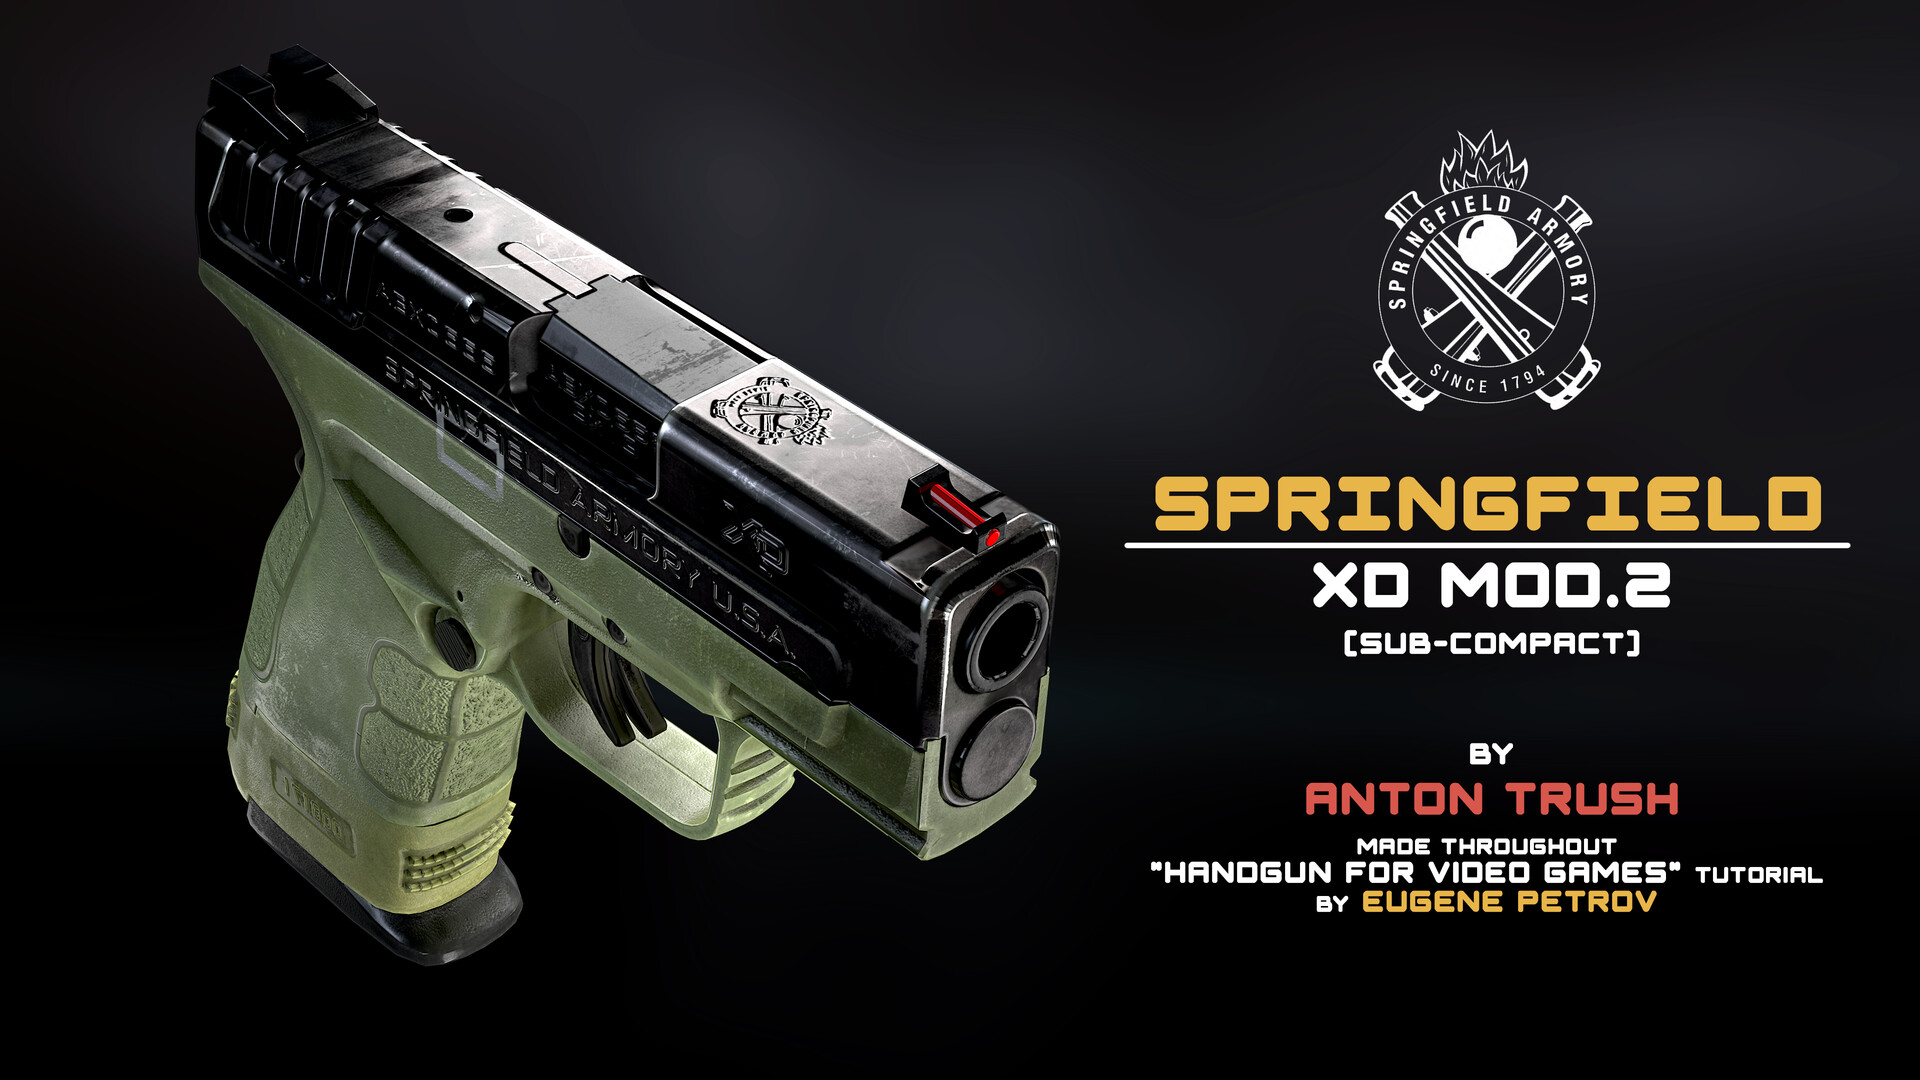 SPRINGFIELD ARMORY
SINCE 1794
SPRINGFIELD
XD MOD.2
[SUB-COMPACT]
BY
ANTON TRUSH
MADE THROUGHOUT
"HANDGUN FOR VIDEO GAMES" TUTORIAL
BY EUGENE PETROV
SPRINGFIELD ARMORY U.S.A.
XD